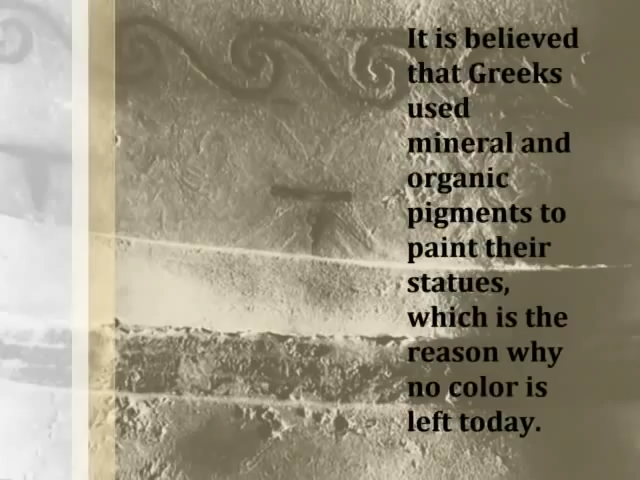 It is believed
that Greeks
used
mineral and
organic
pigments to
paint their
statues,
which is the
reason why
no color is
left today.